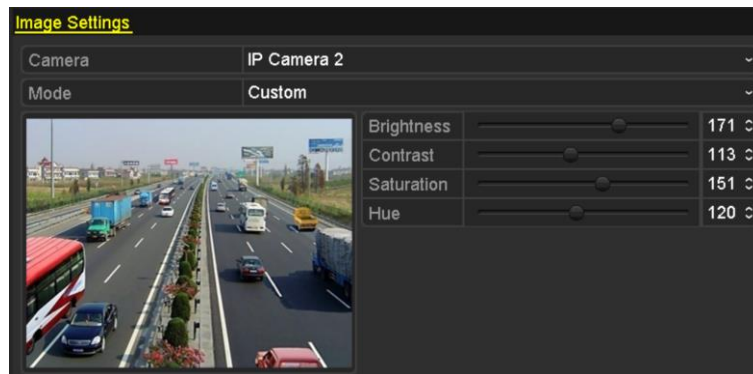 Image Settings
Camera IP Camera 2
Mode Custom
Brightness 171
Contrast 113
Saturation 151
Hue 120